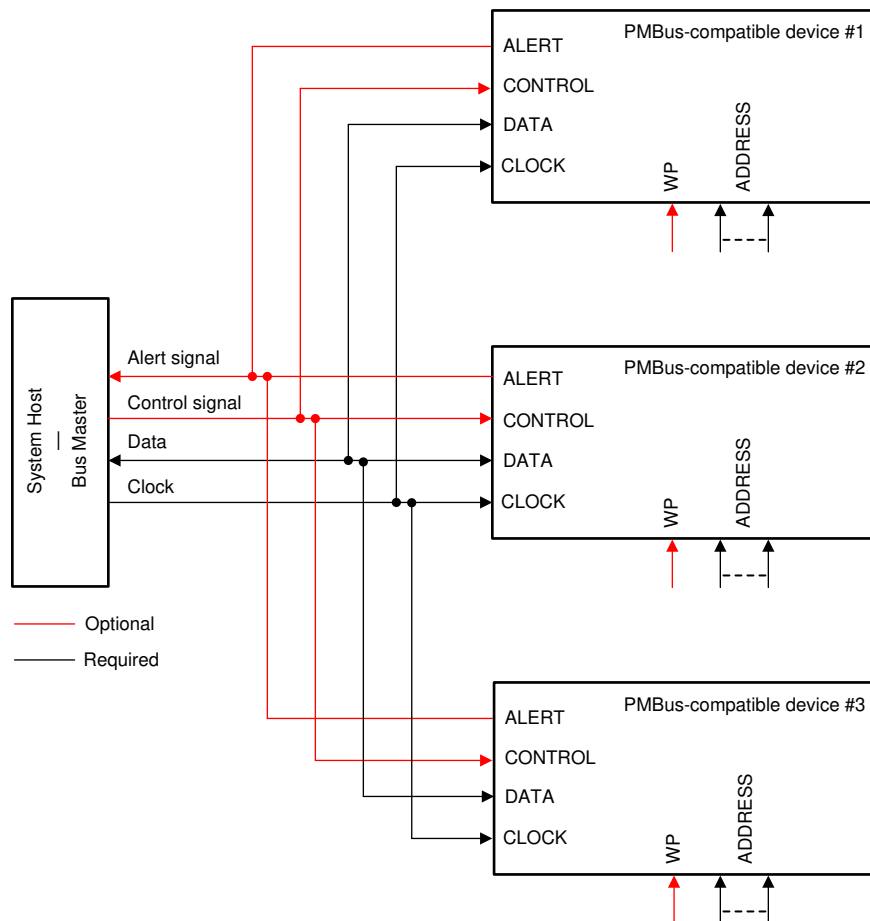 PMBus-compatible device #1
ALERT
CONTROL
DATA
CLOCK
WP
ADDRESS
System Host
—
Bus Master
Alert signal
Control signal
Data
Clock
PMBus-compatible device #2
ALERT
CONTROL
DATA
CLOCK
WP
ADDRESS
Optional
Required
PMBus-compatible device #3
ALERT
CONTROL
DATA
CLOCK
WP
ADDRESS